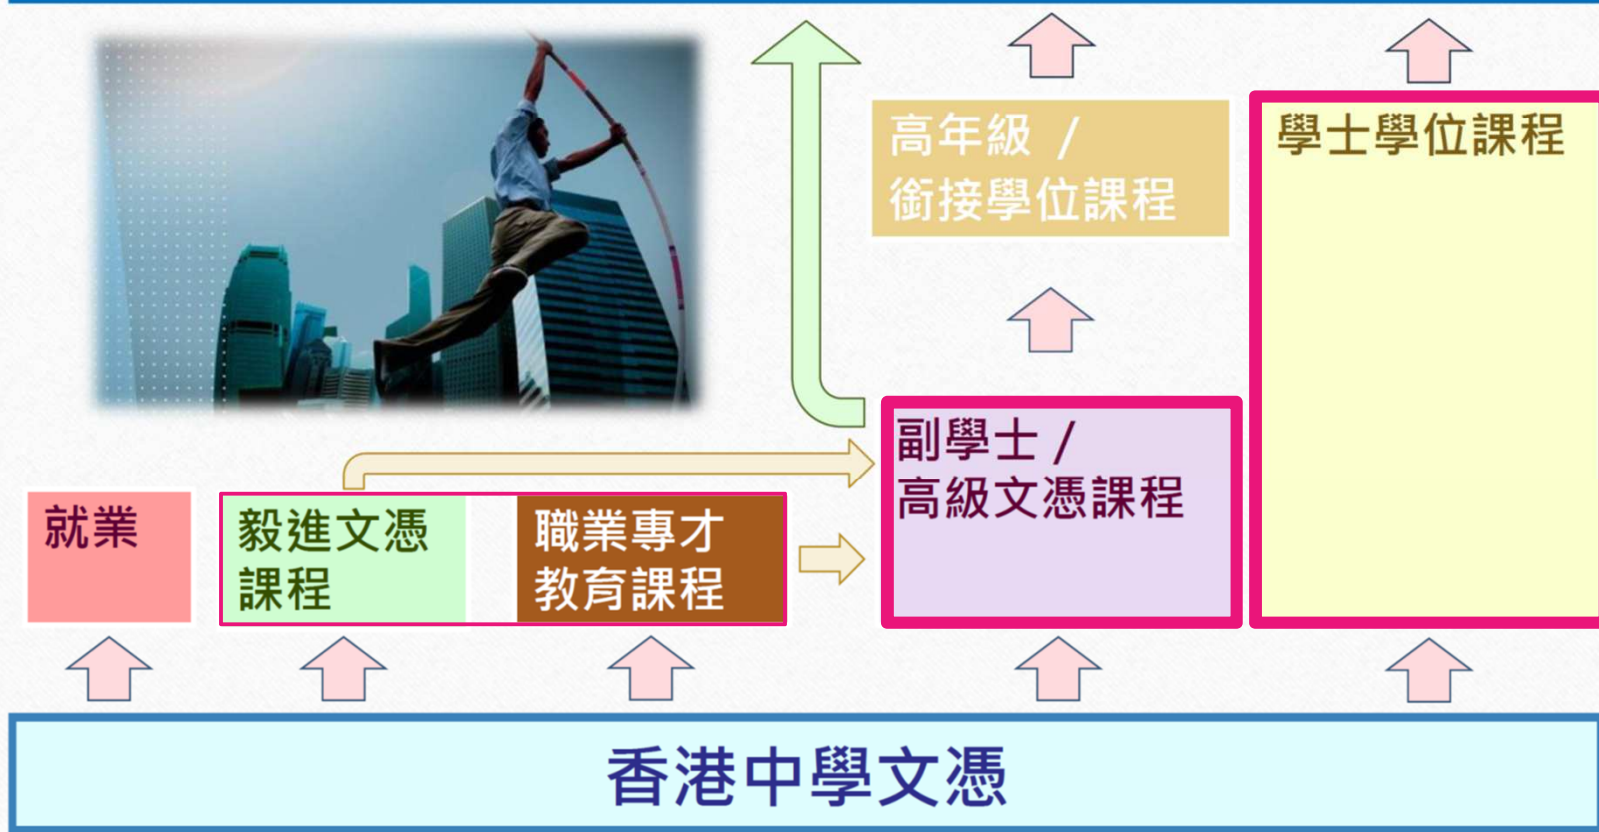 高年級 /
銜接學位課程
學士學位課程
副學士 /
高級文憑課程
就業
毅進文憑
課程
職業專才
教育課程
香港中學文憑